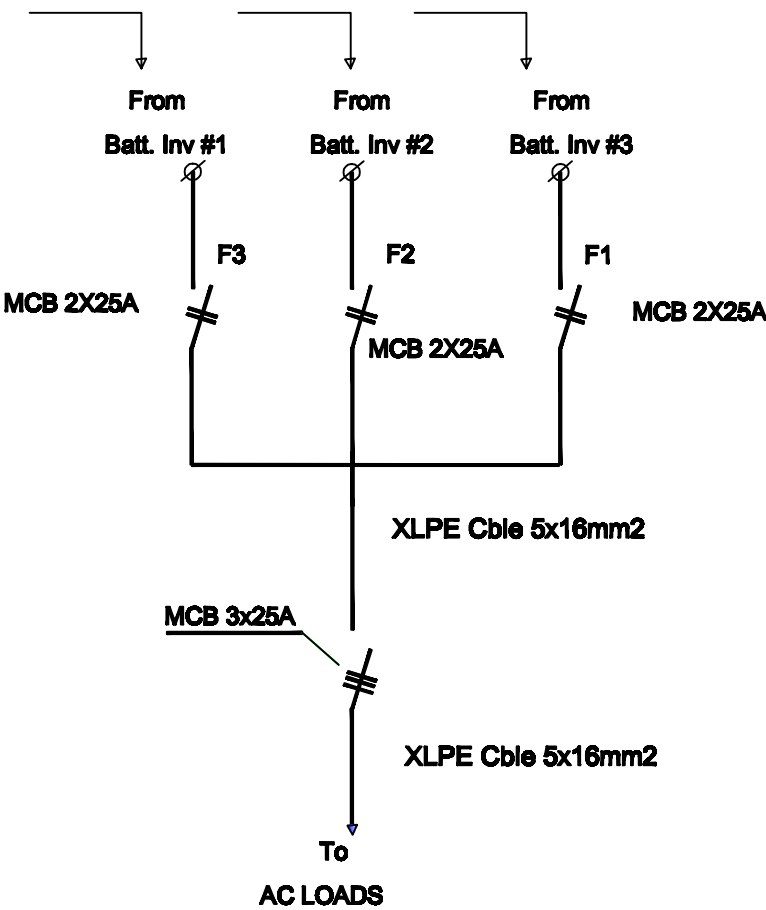 From
Batt. Inv #1
From
Batt. Inv #2
From
Batt. Inv #3
F3
F2
F1
MCB 2X25A
MCB 2X25A
MCB 2X25A
XLPE Cble 5x16mm2
MCB 3x25A
XLPE Cble 5x16mm2
To
AC LOADS